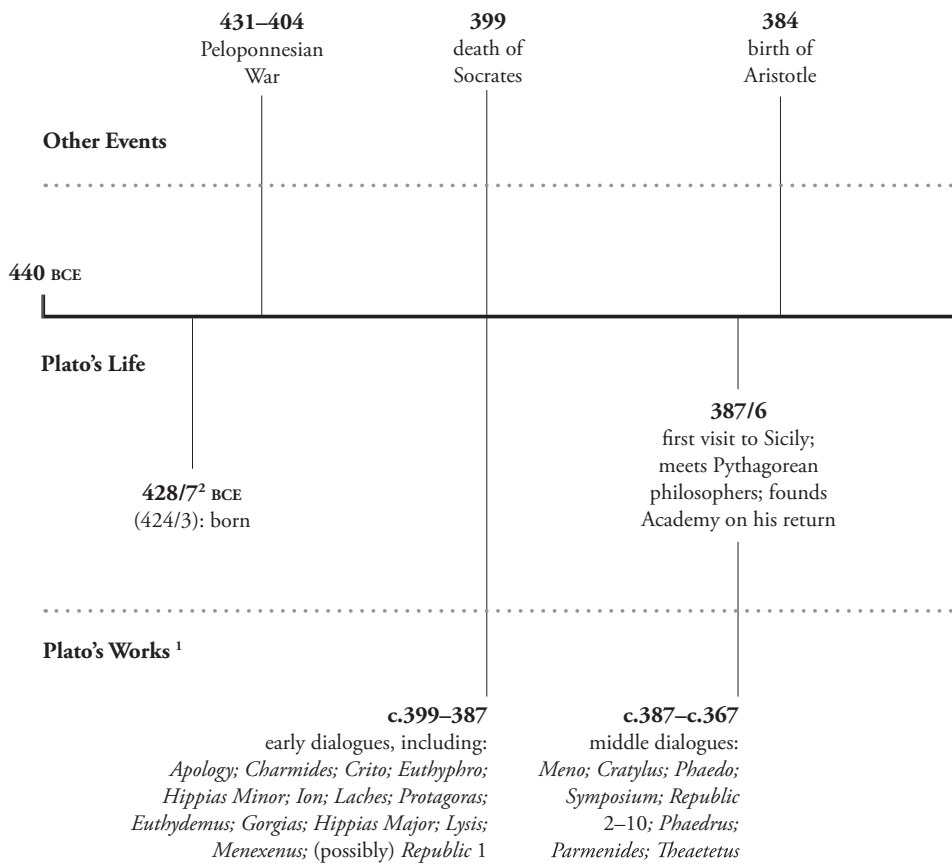 431–404
Peloponnesian
War
399
death of
Socrates
384
birth of
Aristotle
Other Events
440 BCE
Plato’s Life
428/7² BCE
(424/3): born
387/6
first visit to Sicily;
meets Pythagorean
philosophers; founds
Academy on his return
Plato’s Works ¹
c.399–387
early dialogues, including:
Apology; Charmides; Crito; Euthyphro;
Hippias Minor; Ion; Laches; Protagoras;
Euthydemus; Gorgias; Hippias Major; Lysis;
Menexenus; (possibly) Republic 1
c.387–c.367
middle dialogues:
Meno; Cratylus; Phaedo;
Symposium; Republic
2–10; Phaedrus;
Parmenides; Theaetetus